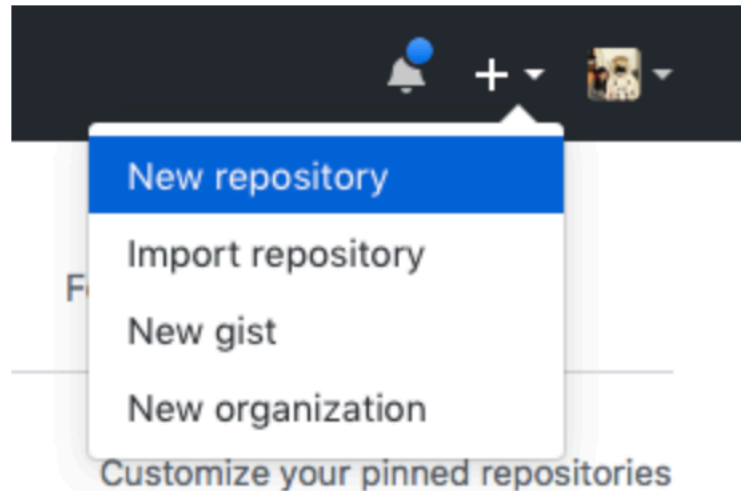 New repository
Import repository
New gist
New organization
Customize your pinned repositories